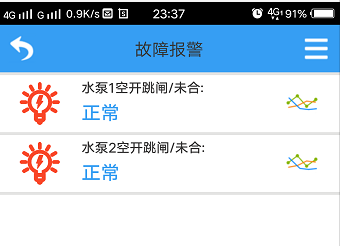 4G G 0.9K/s 23:37 4G 91%
故障报警
水泵1空开跳闸/未合:
正常
水泵2空开跳闸/未合:
正常